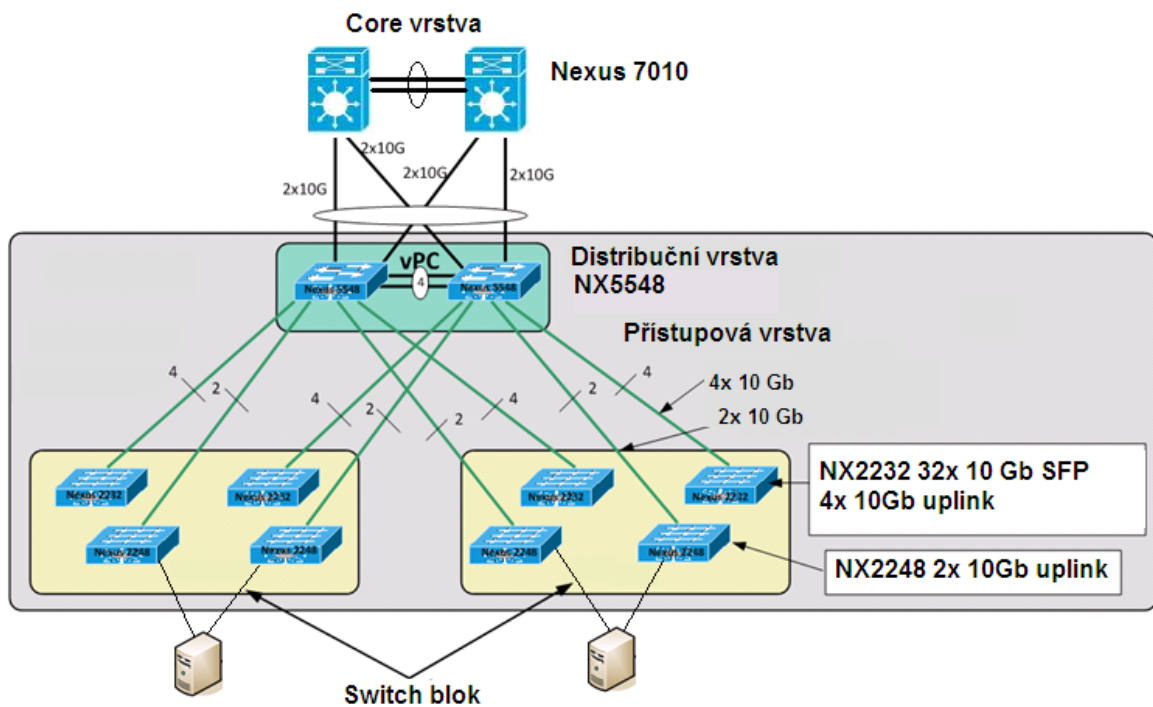 Core vrstva
Nexus 7010
2x10G
2x10G
2x10G
2x10G
vPC
4
Nexus 5548
Nexus 5548
Distribuční vrstva
NX5548
Přístupová vrstva
4
2
4
2
2
4
2
4
4x 10 Gb
2x 10 Gb
Nexus 2232
Nexus 2232
Nexus 2248
Nexus 2248
Nexus 2232
Nexus 2232
Nexus 2248
Nexus 2248
NX2232 32x 10 Gb SFP
4x 10Gb uplink
NX2248 2x 10Gb uplink
Switch blok